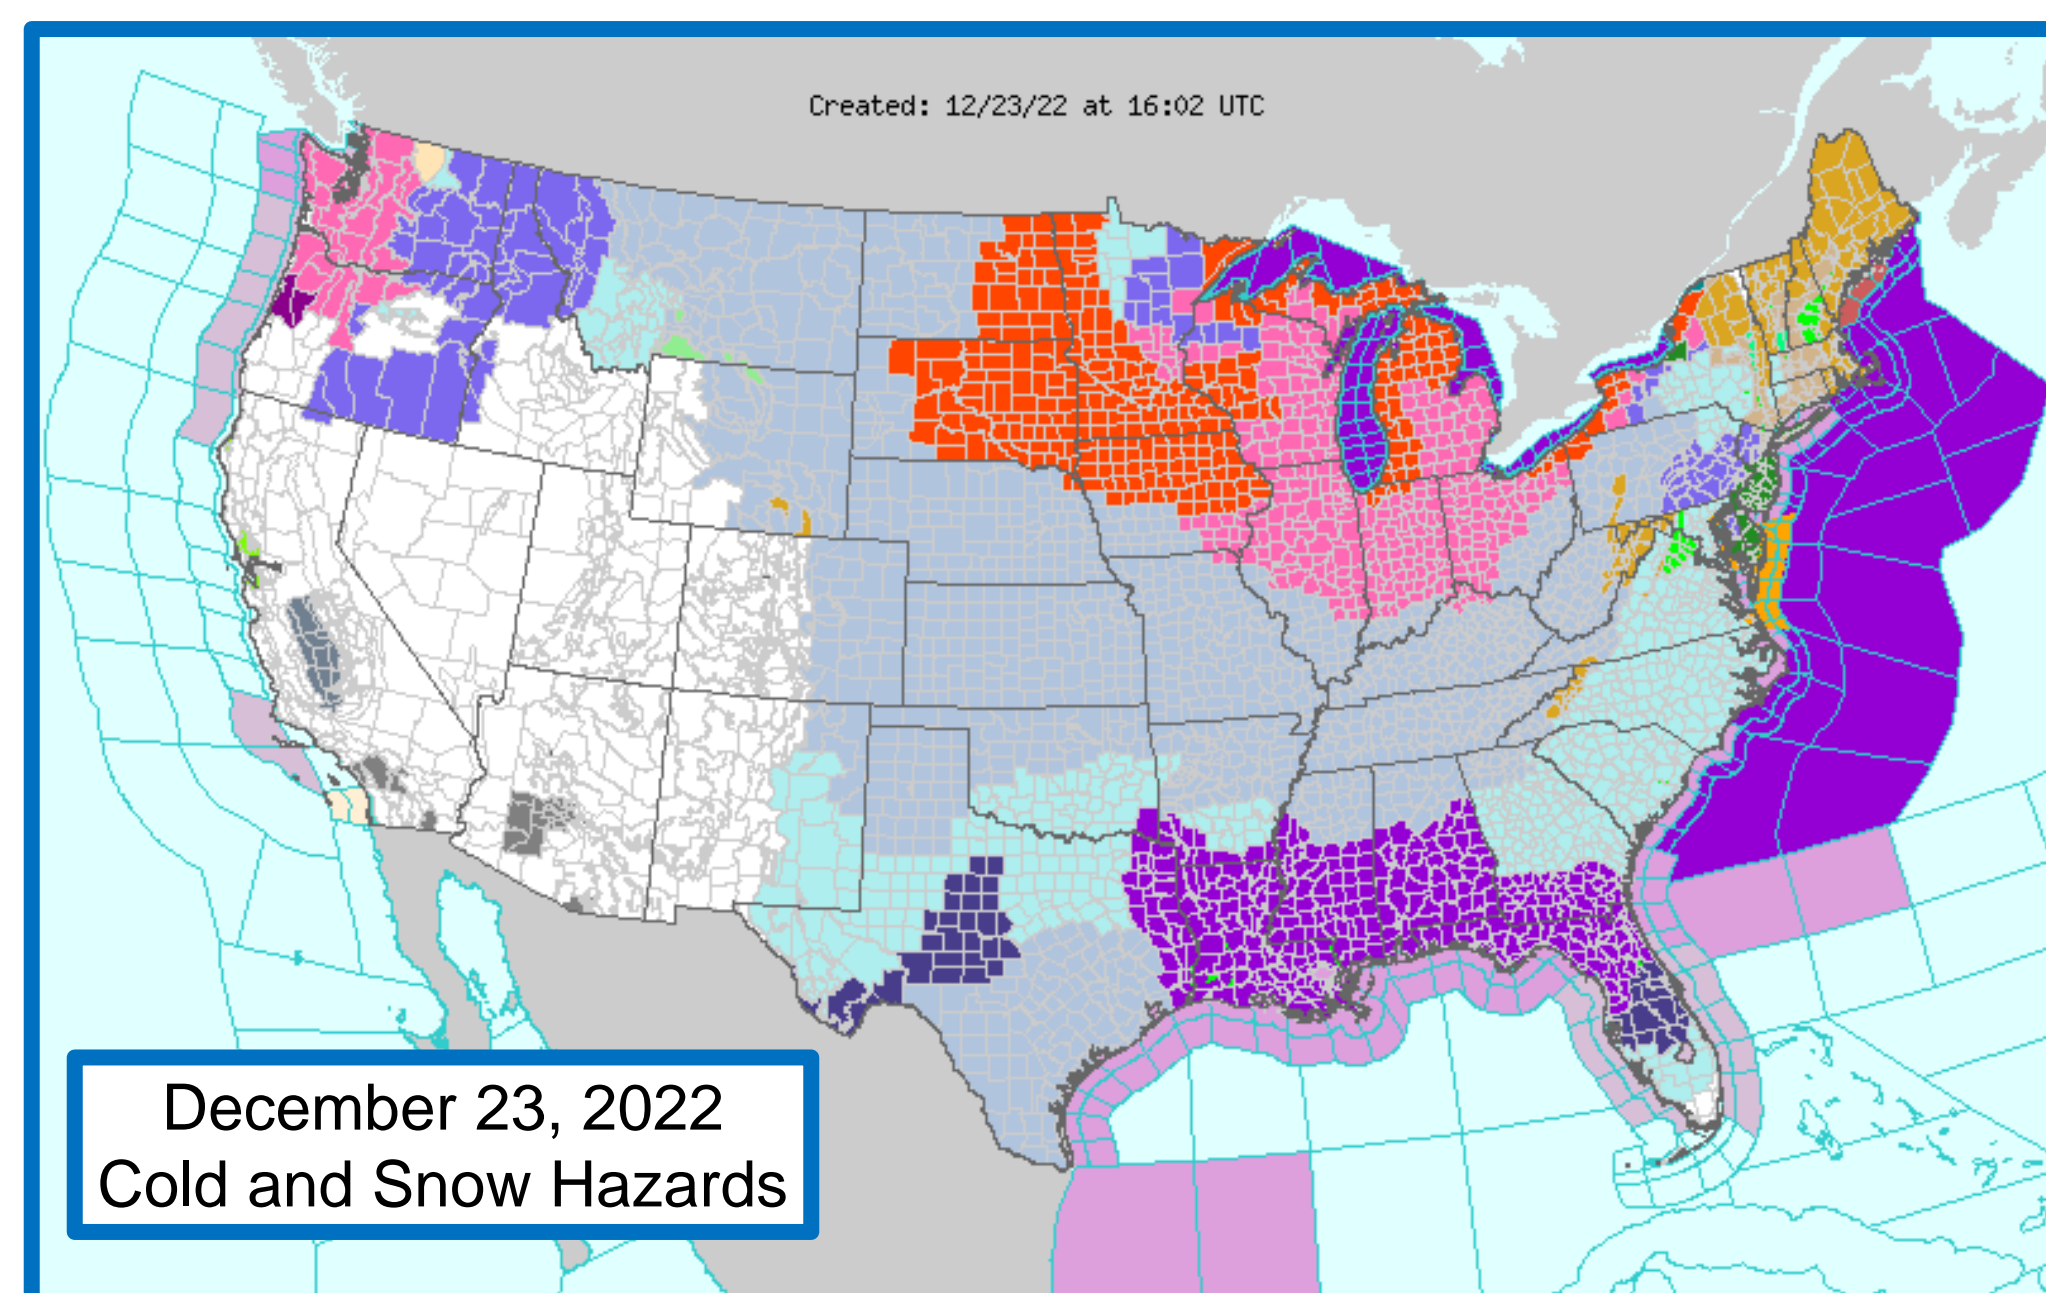 Created: 12/23/22 at 16:02 UTC
December 23, 2022
Cold and Snow Hazards